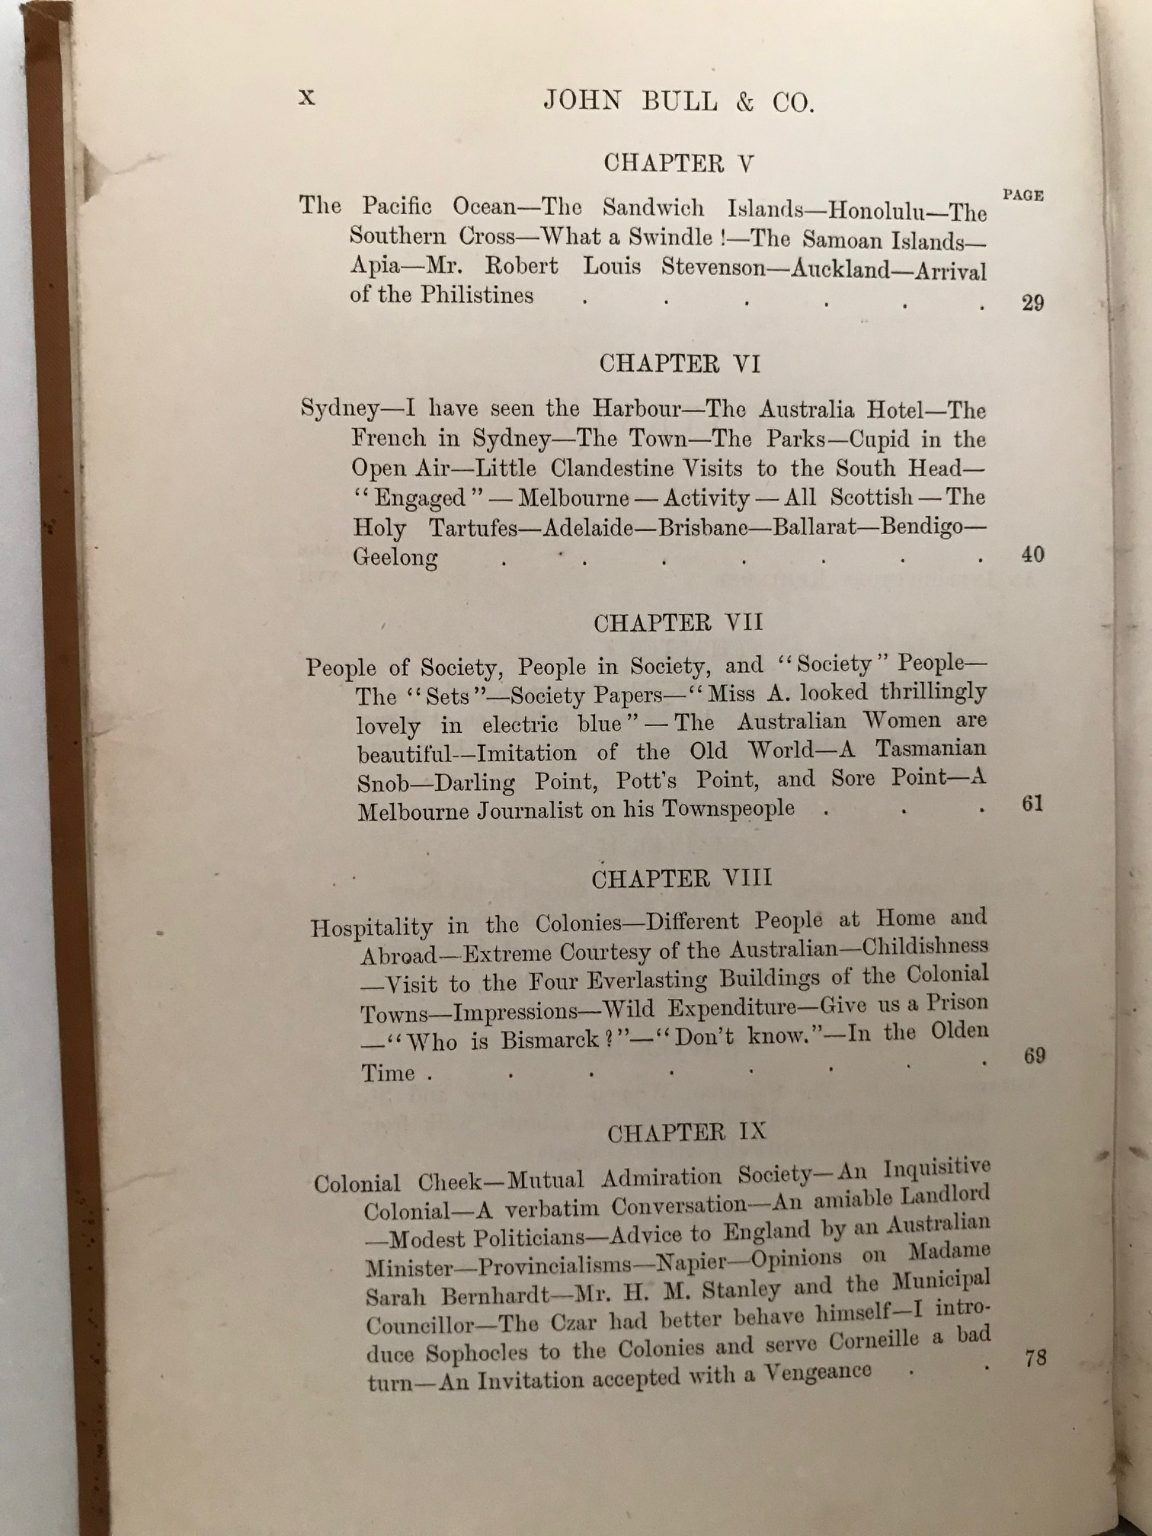 x JOHN BULL & CO.
CHAPTER V
PAGE
The Pacific Ocean—The Sandwich Islands—Honolulu—The
Southern Cross—What a Swindle !—The Samoan Islands—
Apia—Mr. Robert Louis Stevenson—Auckland—Arrival
of the Philistines . . . . . . 29
CHAPTER VI
Sydney—I have seen the Harbour—The Australia Hotel—The
French in Sydney—The Town—The Parks—Cupid in the
Open Air—Little Clandestine Visits to the South Head—
“Engaged”—Melbourne—Activity—All Scottish—The
Holy Tartufes—Adelaide—Brisbane—Ballarat—Bendigo—
Geelong . . . . . . . 40
CHAPTER VII
People of Society, People in Society, and “Society” People—
The “Sets”—Society Papers—“Miss A. looked thrillingly
lovely in electric blue”—The Australian Women are
beautiful—Imitation of the Old World—A Tasmanian
Snob—Darling Point, Pott's Point, and Sore Point—A
Melbourne Journalist on his Townspeople . . . 61
CHAPTER VIII
Hospitality in the Colonies—Different People at Home and
Abroad—Extreme Courtesy of the Australian—Childishness
—Visit to the Four Everlasting Buildings of the Colonial
Towns—Impressions—Wild Expenditure—Give us a Prison
—“Who is Bismarck?”—“Don't know.”—In the Olden
Time . . . . . . . . 69
CHAPTER IX
Colonial Cheek—Mutual Admiration Society—An Inquisitive
Colonial—A verbatim Conversation—An amiable Landlord
—Modest Politicians—Advice to England by an Australian
Minister—Provincialisms—Napier—Opinions on Madame
Sarah Bernhardt—Mr. H. M. Stanley and the Municipal
Councillor—The Czar had better behave himself—I intro-
duce Sophocles to the Colonies and serve Corneille a bad
turn—An Invitation accepted with a Vengeance . . 78